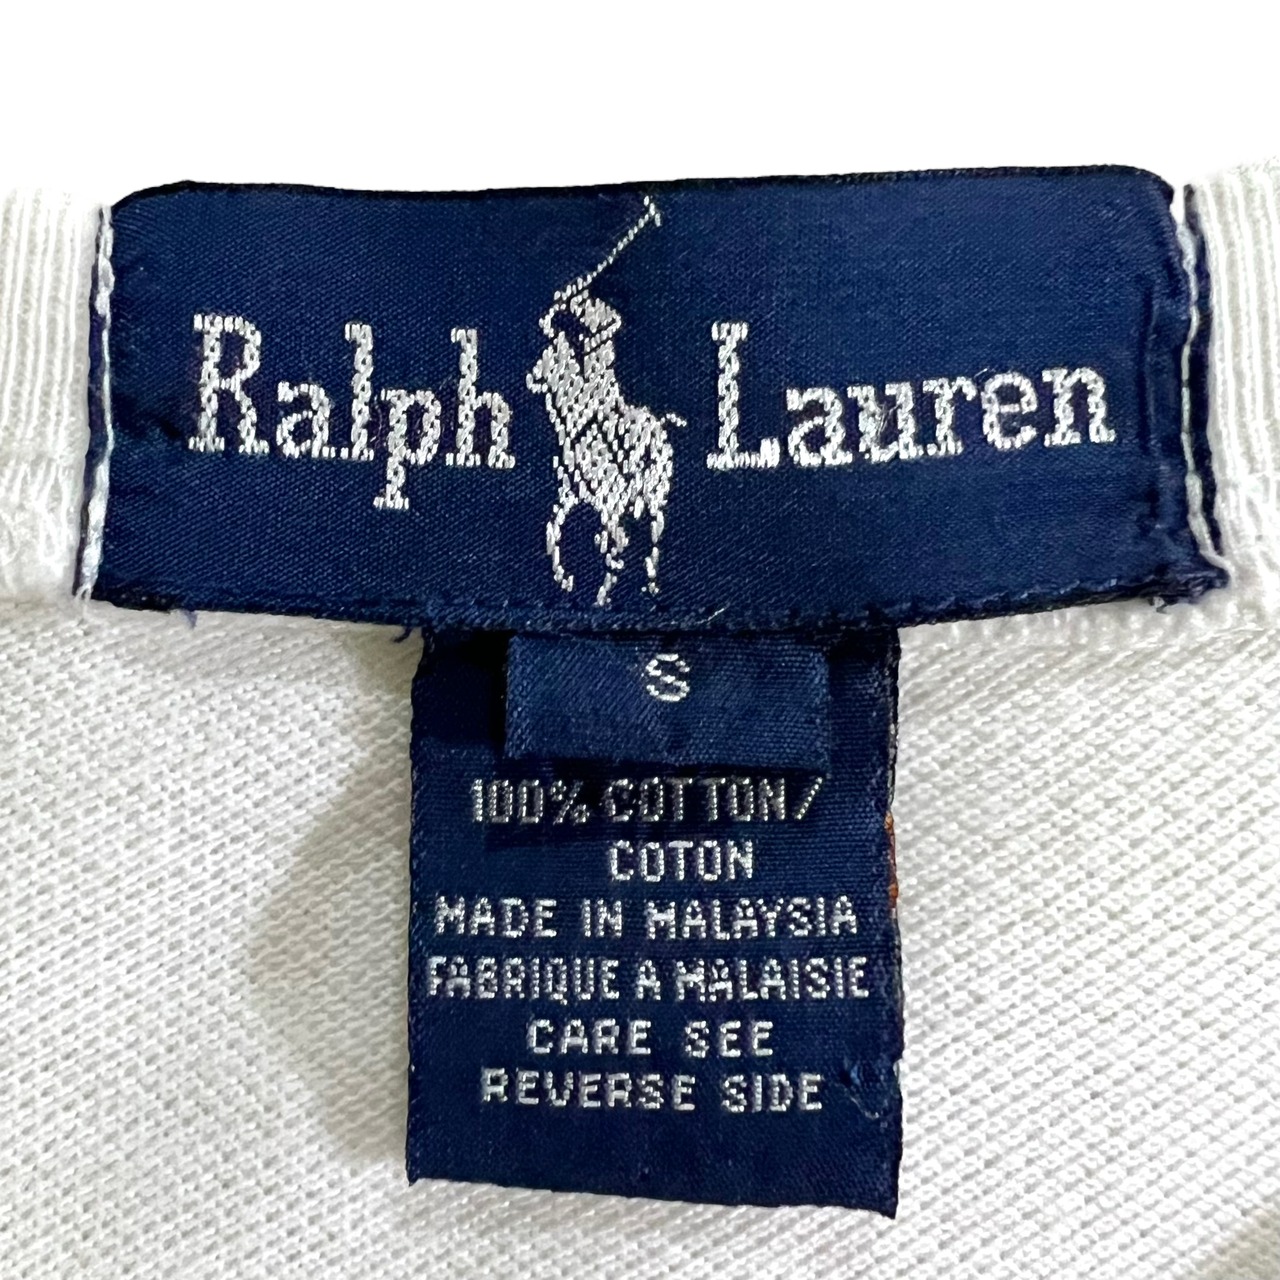 Ralph Lauren
S
100% COTTON/
COTON
MADE IN MALAYSIA
FABRIQUE A MALAISIE
CARE SEE
REVERSE SIDE